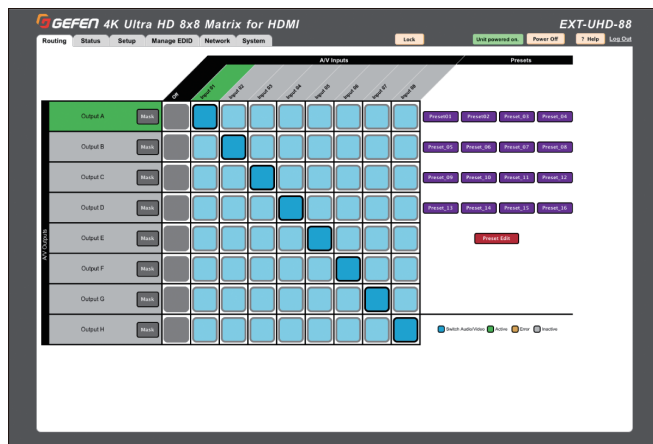 GEFEN 4K Ultra HD 8x8 Matrix for HDMI
EXT-UHD-88
Routing Status Setup Manage EDID Network System
Lock
Unit powered on. Power Off ? Help Log Out
A/V Inputs
Presets
Off Input 01 Input 02 Input 03 Input 04 Input 05 Input 06 Input 07 Input 08
A/V Outputs
Output A Mask
Preset01 Preset02 Preset_03 Preset_04
Output B Mask
Preset_05 Preset_06 Preset_07 Preset_08
Output C Mask
Preset_09 Preset_10 Preset_11 Preset_12
Output D Mask
Preset_13 Preset_14 Preset_15 Preset_16
Output E Mask
Preset Edit
Output F Mask
Output G Mask
Output H Mask
Switch Audio/Video Active Error Inactive